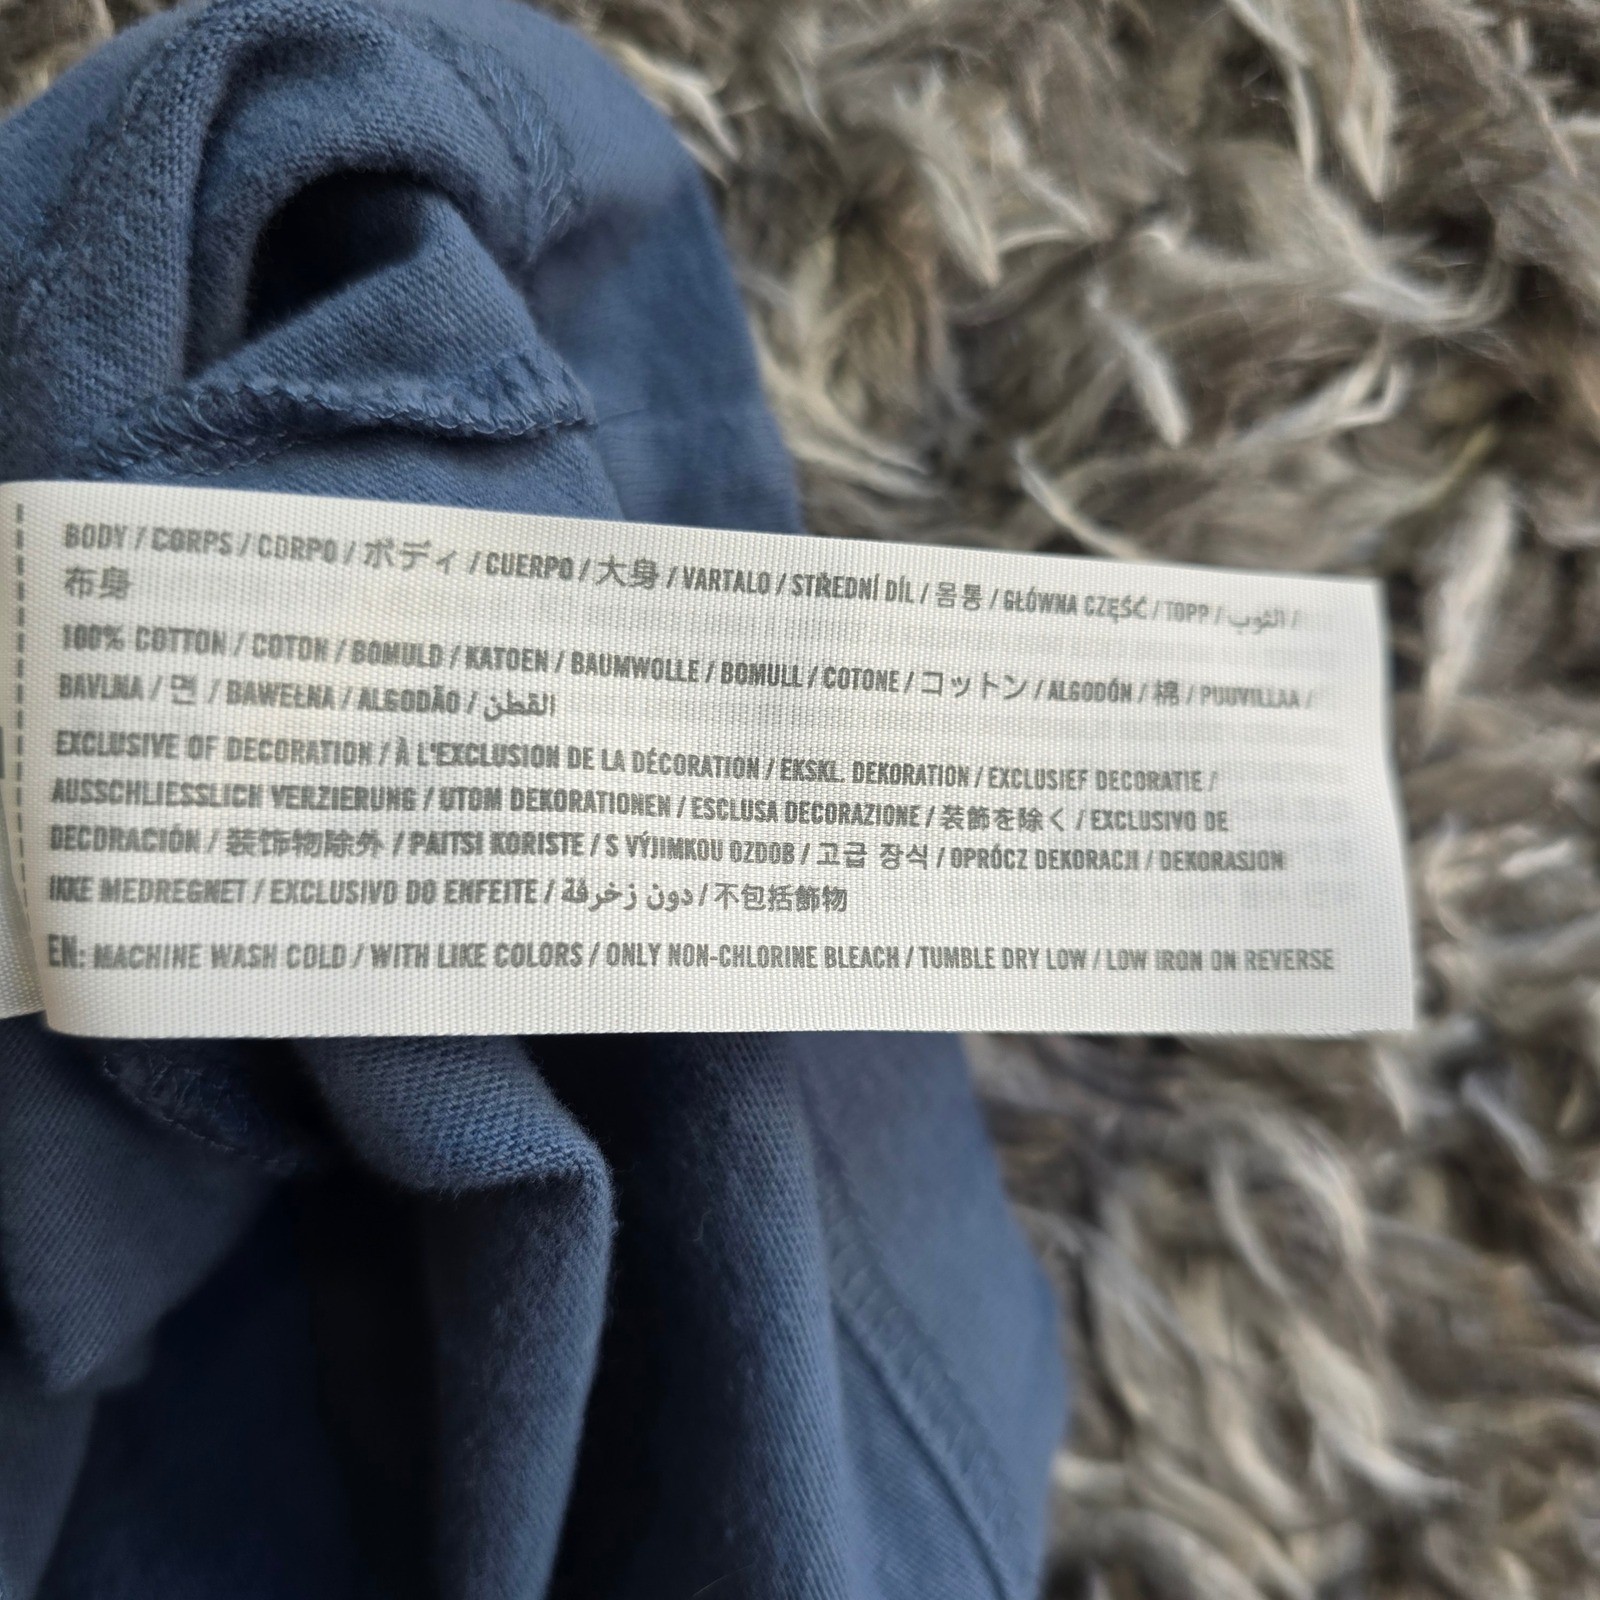 BODY / CORPS / CORPO / ボディ / CUERPO / 大身 / VARTALO / STŘEDNÍ DÍL / 몸통 / GŁÓWNA CZĘŚĆ / TOPP / الثوب /
布身
100% COTTON / COTON / BOMULD / KATOEN / BAUMWOLLE / BOMULL / COTONE / コットン / ALGODÓN / 棉 / PUUVILLAA /
BAVLNA / 면 / BAWEŁNA / ALGODÃO / القطن
EXCLUSIVE OF DECORATION / À L'EXCLUSION DE LA DÉCORATION / EKSKL. DEKORATION / EXCLUSIEF DECORATIE /
AUSSCHLIESSLICH VERZIERUNG / UTOM DEKORATIONEN / ESCLUSA DECORAZIONE / 装飾を除く / EXCLUSIVO DE
DECORACIÓN / 装饰物除外 / PAITSI KORISTE / S VÝJIMKOU OZDOB / 고급 장식 / OPRÓCZ DEKORACJI / DEKORASJON
IKKE MEDREGNET / EXCLUSIVO DO ENFEITE / دون زخرفة / 不包括飾物
EN: MACHINE WASH COLD / WITH LIKE COLORS / ONLY NON-CHLORINE BLEACH / TUMBLE DRY LOW / LOW IRON ON REVERSE